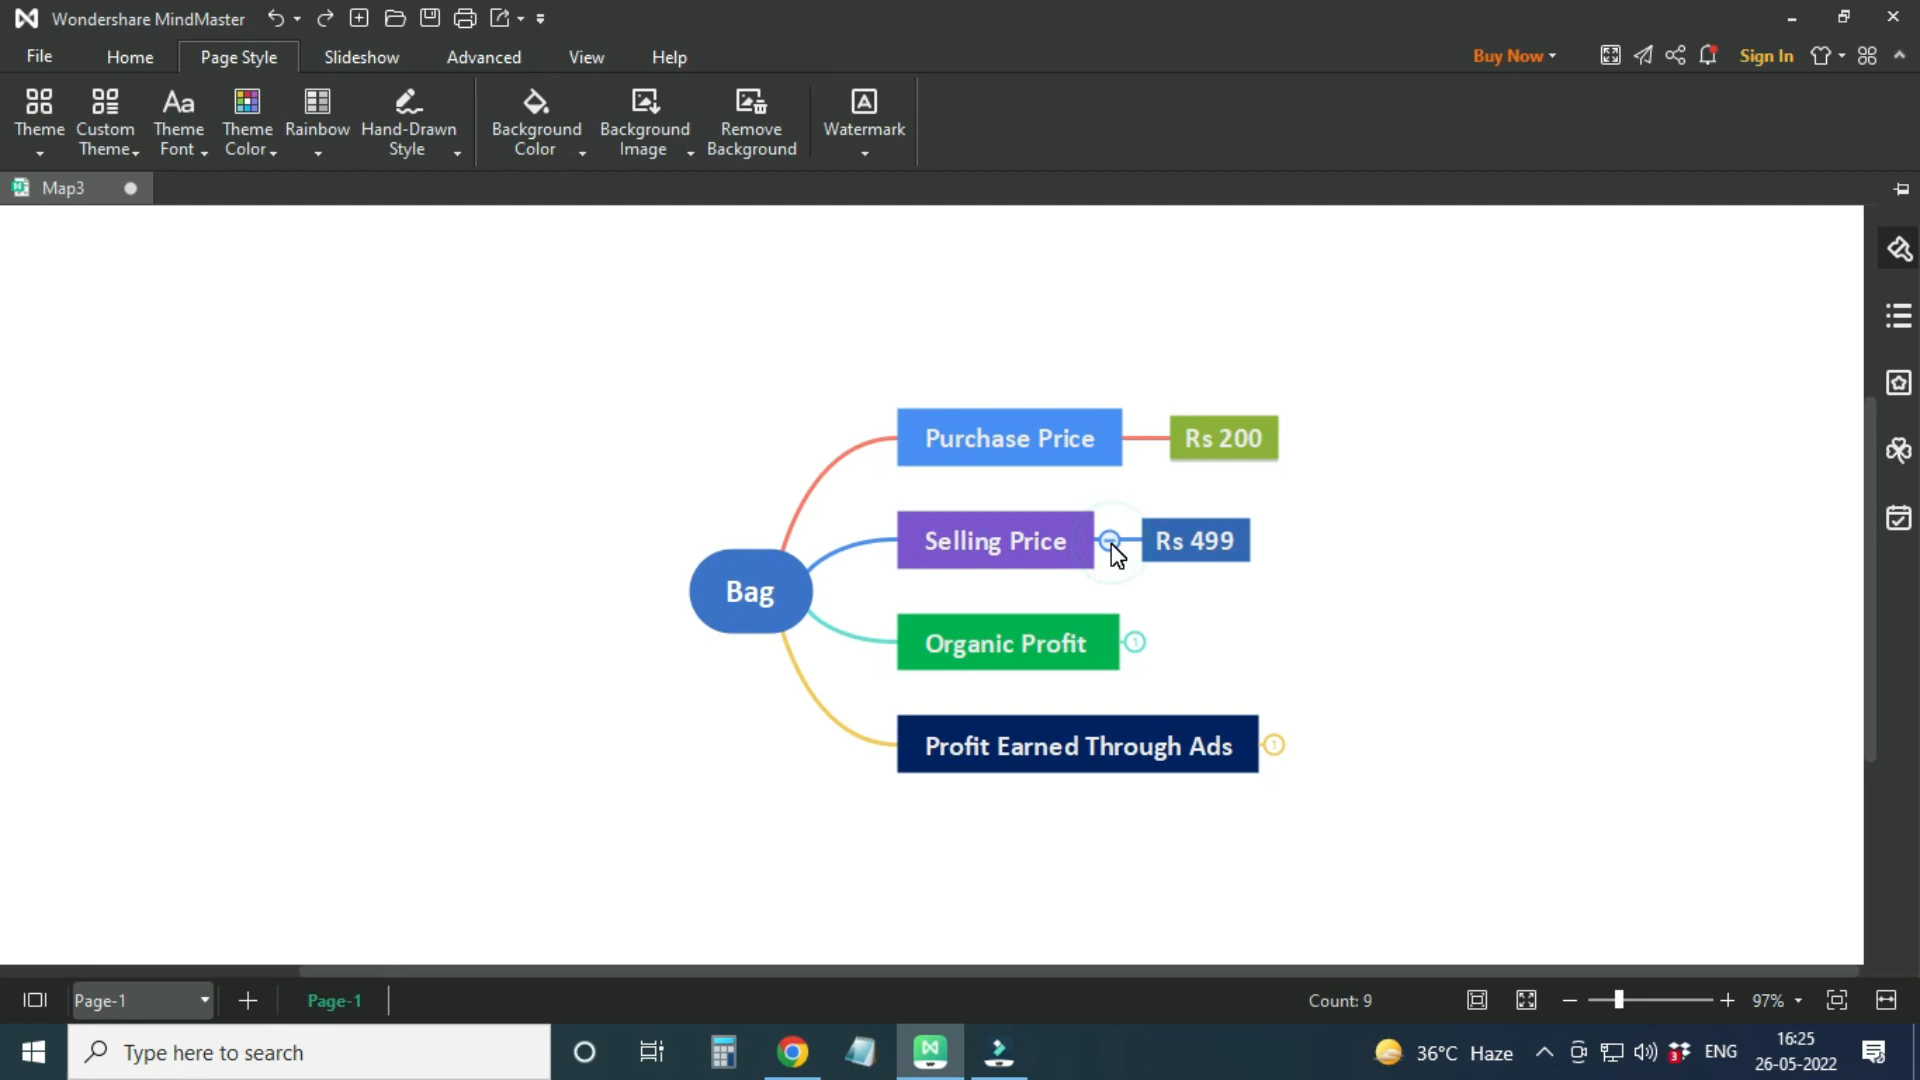 Wondershare MindMaster
File Home Page Style Slideshow Advanced View Help Buy Now Sign In
Theme Custom Theme Theme Font Theme Color Rainbow Hand-Drawn Style Background Color Background Image Remove Background Watermark
Map3
Purchase Price Rs 200
Selling Price Rs 499
Bag
Organic Profit 1
Profit Earned Through Ads 1
Page-1 Page-1 Count: 9 97%
Type here to search 36°C Haze 3 ENG 16:25
26-05-2022